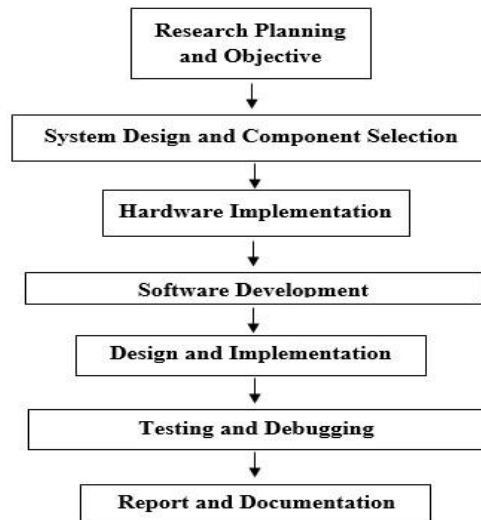 Research Planning
and Objective
System Design and Component Selection
Hardware Implementation
Software Development
Design and Implementation
Testing and Debugging
Report and Documentation